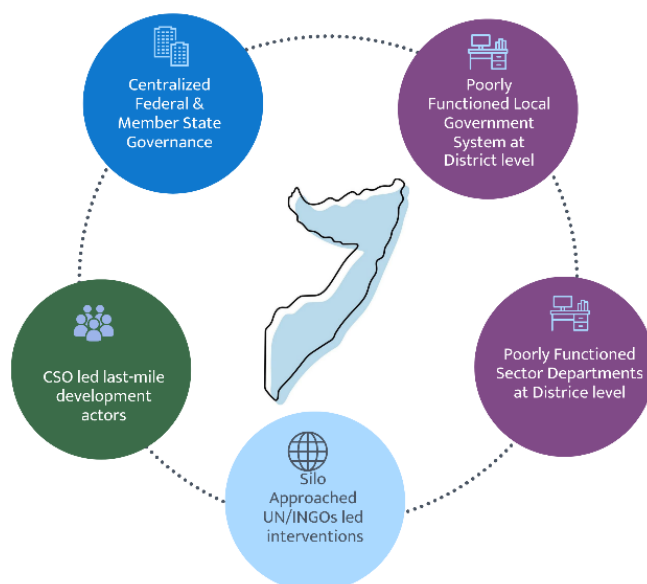 Centralized
Federal &
Member State
Governance
Poorly
Functioned Local
Government
System at
District level
Poorly Functioned
Sector Departments
at Districe level
Silo
Approached
UN/INGOs led
interventions
CSO led last-mile
development
actors